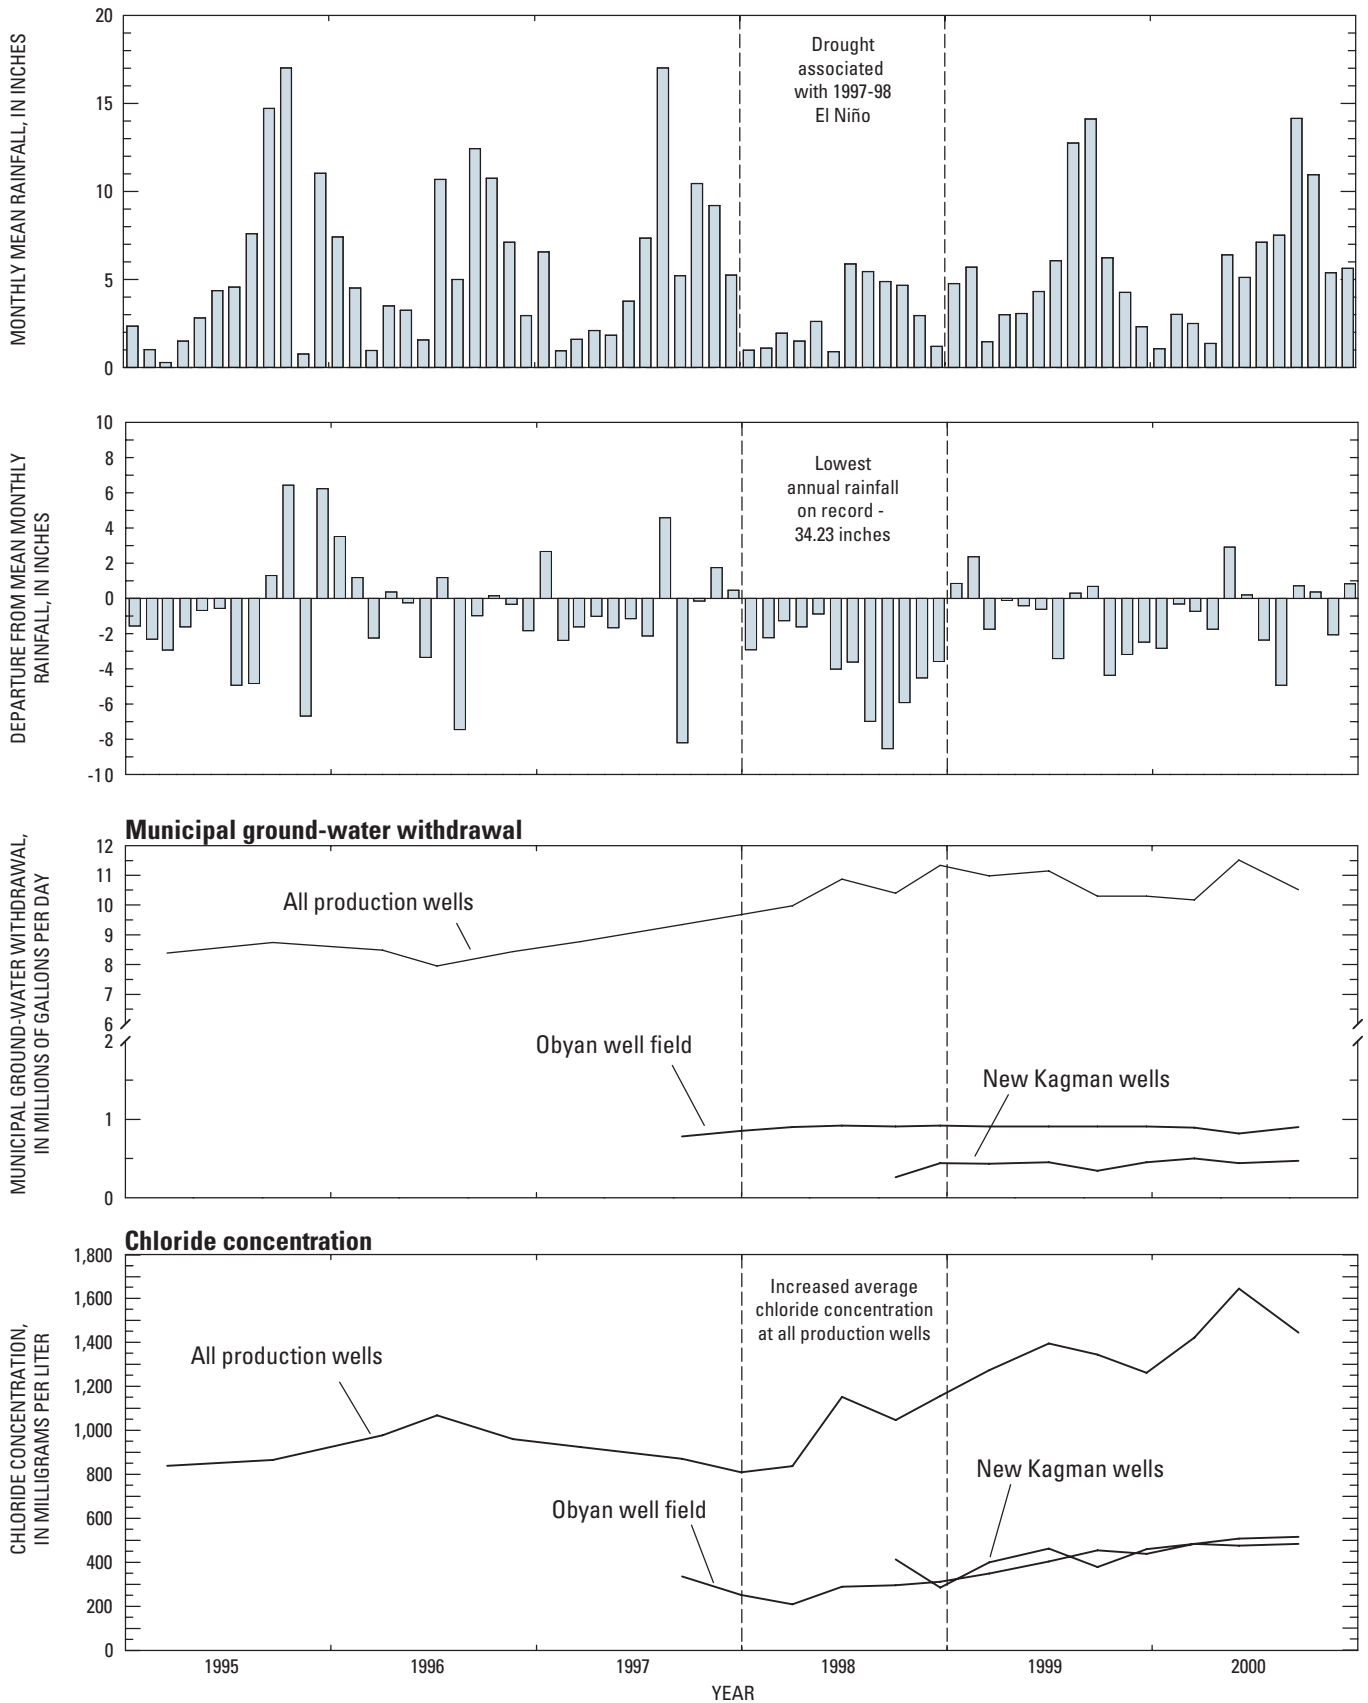 MONTHLY MEAN RAINFALL, IN INCHES
20
15
10
5
0
Drought
associated
with 1997-98
El Niño
DEPARTURE FROM MEAN MONTHLY
RAINFALL, IN INCHES
10
8
6
4
2
0
-2
-4
-6
-8
-10
Lowest
annual rainfall
on record -
34.23 inches
Municipal ground-water withdrawal
MUNICIPAL GROUND-WATER WITHDRAWAL,
IN MILLIONS OF GALLONS PER DAY
12
11
10
9
8
7
6
2
1
0
All production wells
Obyan well field
New Kagman wells
Chloride concentration
CHLORIDE CONCENTRATION,
IN MILLIGRAMS PER LITER
1,800
1,600
1,400
1,200
1,000
800
600
400
200
0
Increased average
chloride concentration
at all production wells
All production wells
New Kagman wells
Obyan well field
1995 1996 1997 1998 1999 2000
YEAR